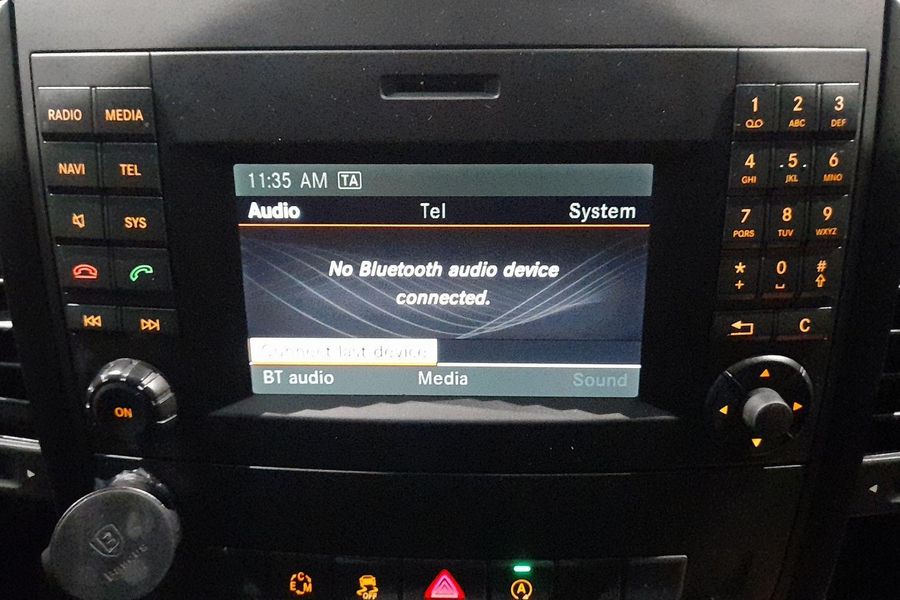 RADIO MEDIA
NAVI TEL
SYS
ON
11:35 AM TA
Audio Tel System
No Bluetooth audio device
connected.
Connect last device
BT audio Media Sound
1 2 ABC 3 DEF
4 GHI 5 JKL 6 MNO
7 PQRS 8 TUV 9 WXYZ
* + 0 #
C
C E M
OFF
A